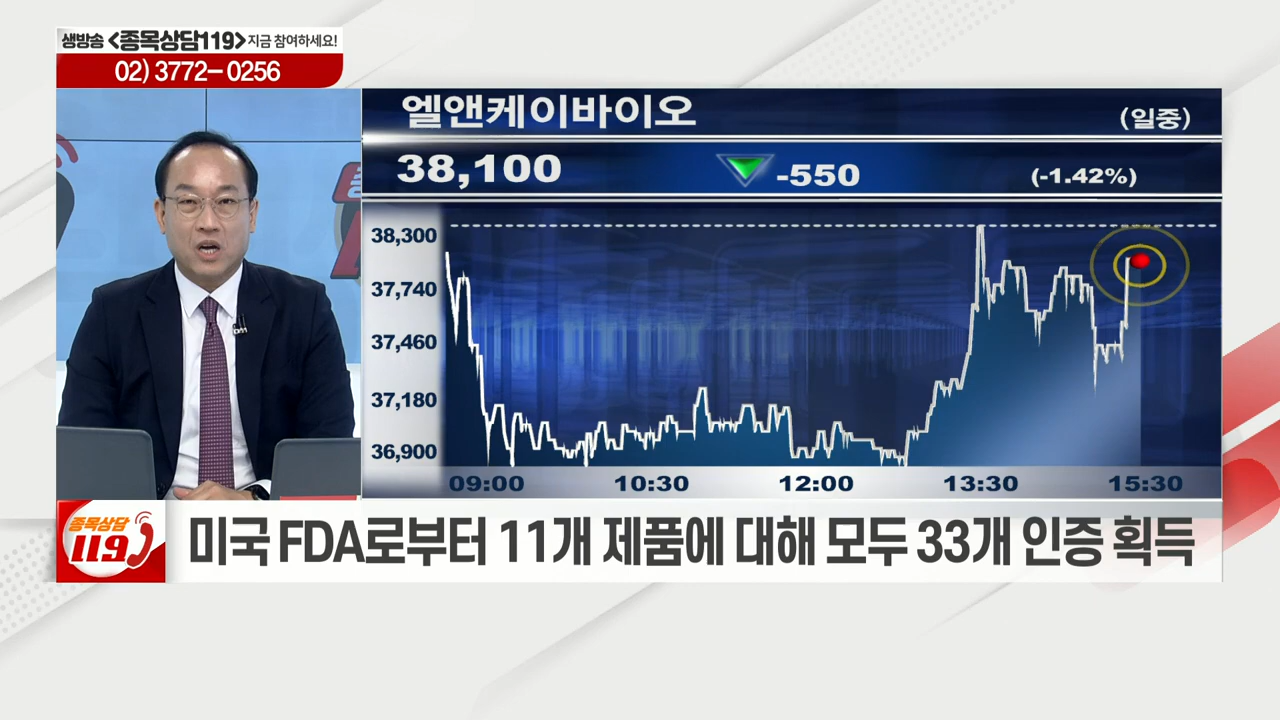 생방송 <종목상담119> 지금 참여하세요!
02) 3772-0256
엘앤케이바이오 (일중)
38,100 -550 (-1.42%)
38,300
37,740
37,460
37,180
36,900
09:00 10:30 12:00 13:30 15:30
종목상담
119
미국 FDA로부터 11개 제품에 대해 모두 33개 인증 획득